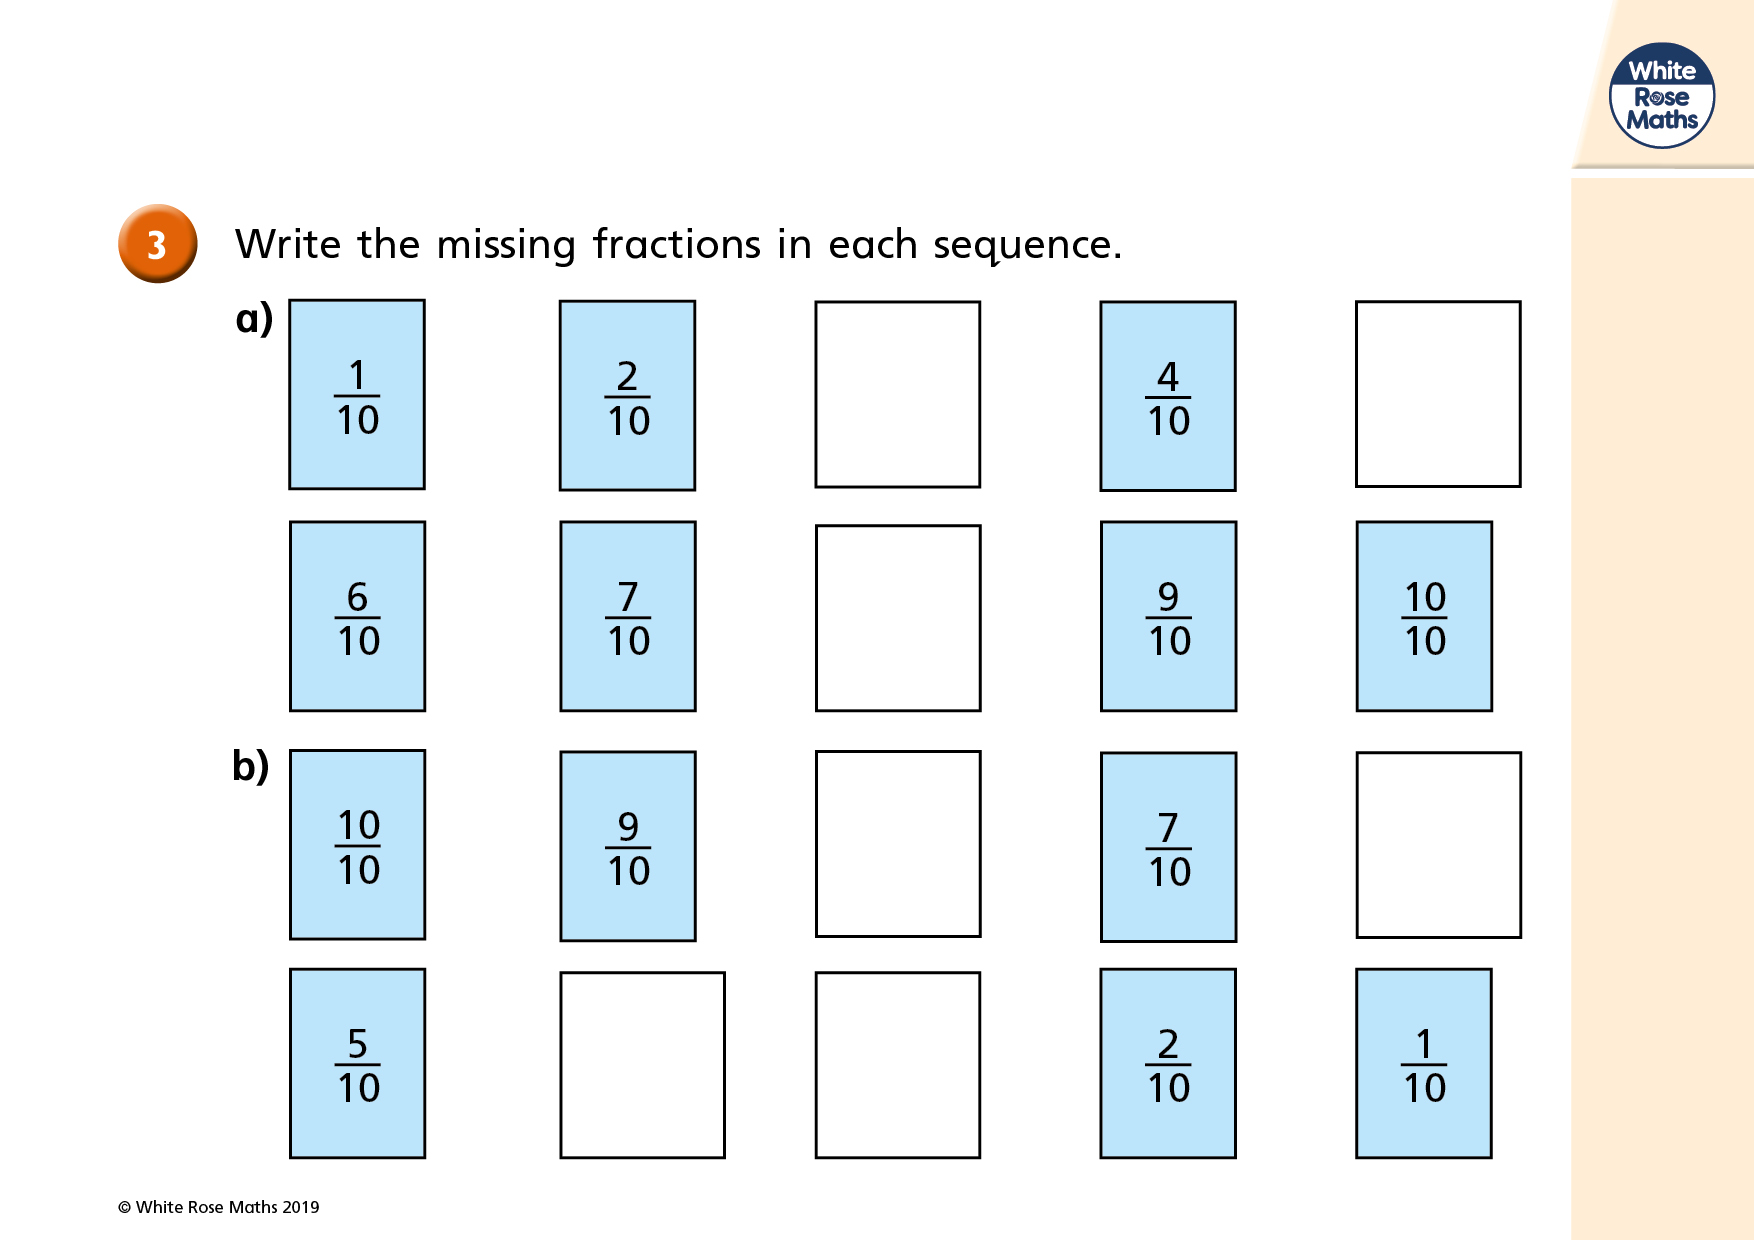 White
Rose
Maths
3 Write the missing fractions in each sequence.
a) 1/10 2/10 4/10
6/10 7/10 9/10 10/10
b) 10/10 9/10 7/10
5/10 2/10 1/10
© White Rose Maths 2019